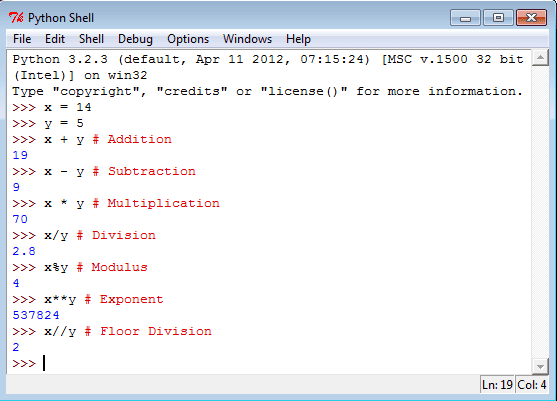 Python Shell
File Edit Shell Debug Options Windows Help
Python 3.2.3 (default, Apr 11 2012, 07:15:24) [MSC v.1500 32 bit
(Intel)] on win32
Type "copyright", "credits" or "license()" for more information.
>>> x = 14
>>> y = 5
>>> x + y # Addition
19
>>> x - y # Subtraction
9
>>> x * y # Multiplication
70
>>> x/y # Division
2.8
>>> x%y # Modulus
4
>>> x**y # Exponent
537824
>>> x//y # Floor Division
2
>>>
Ln: 19 Col: 4